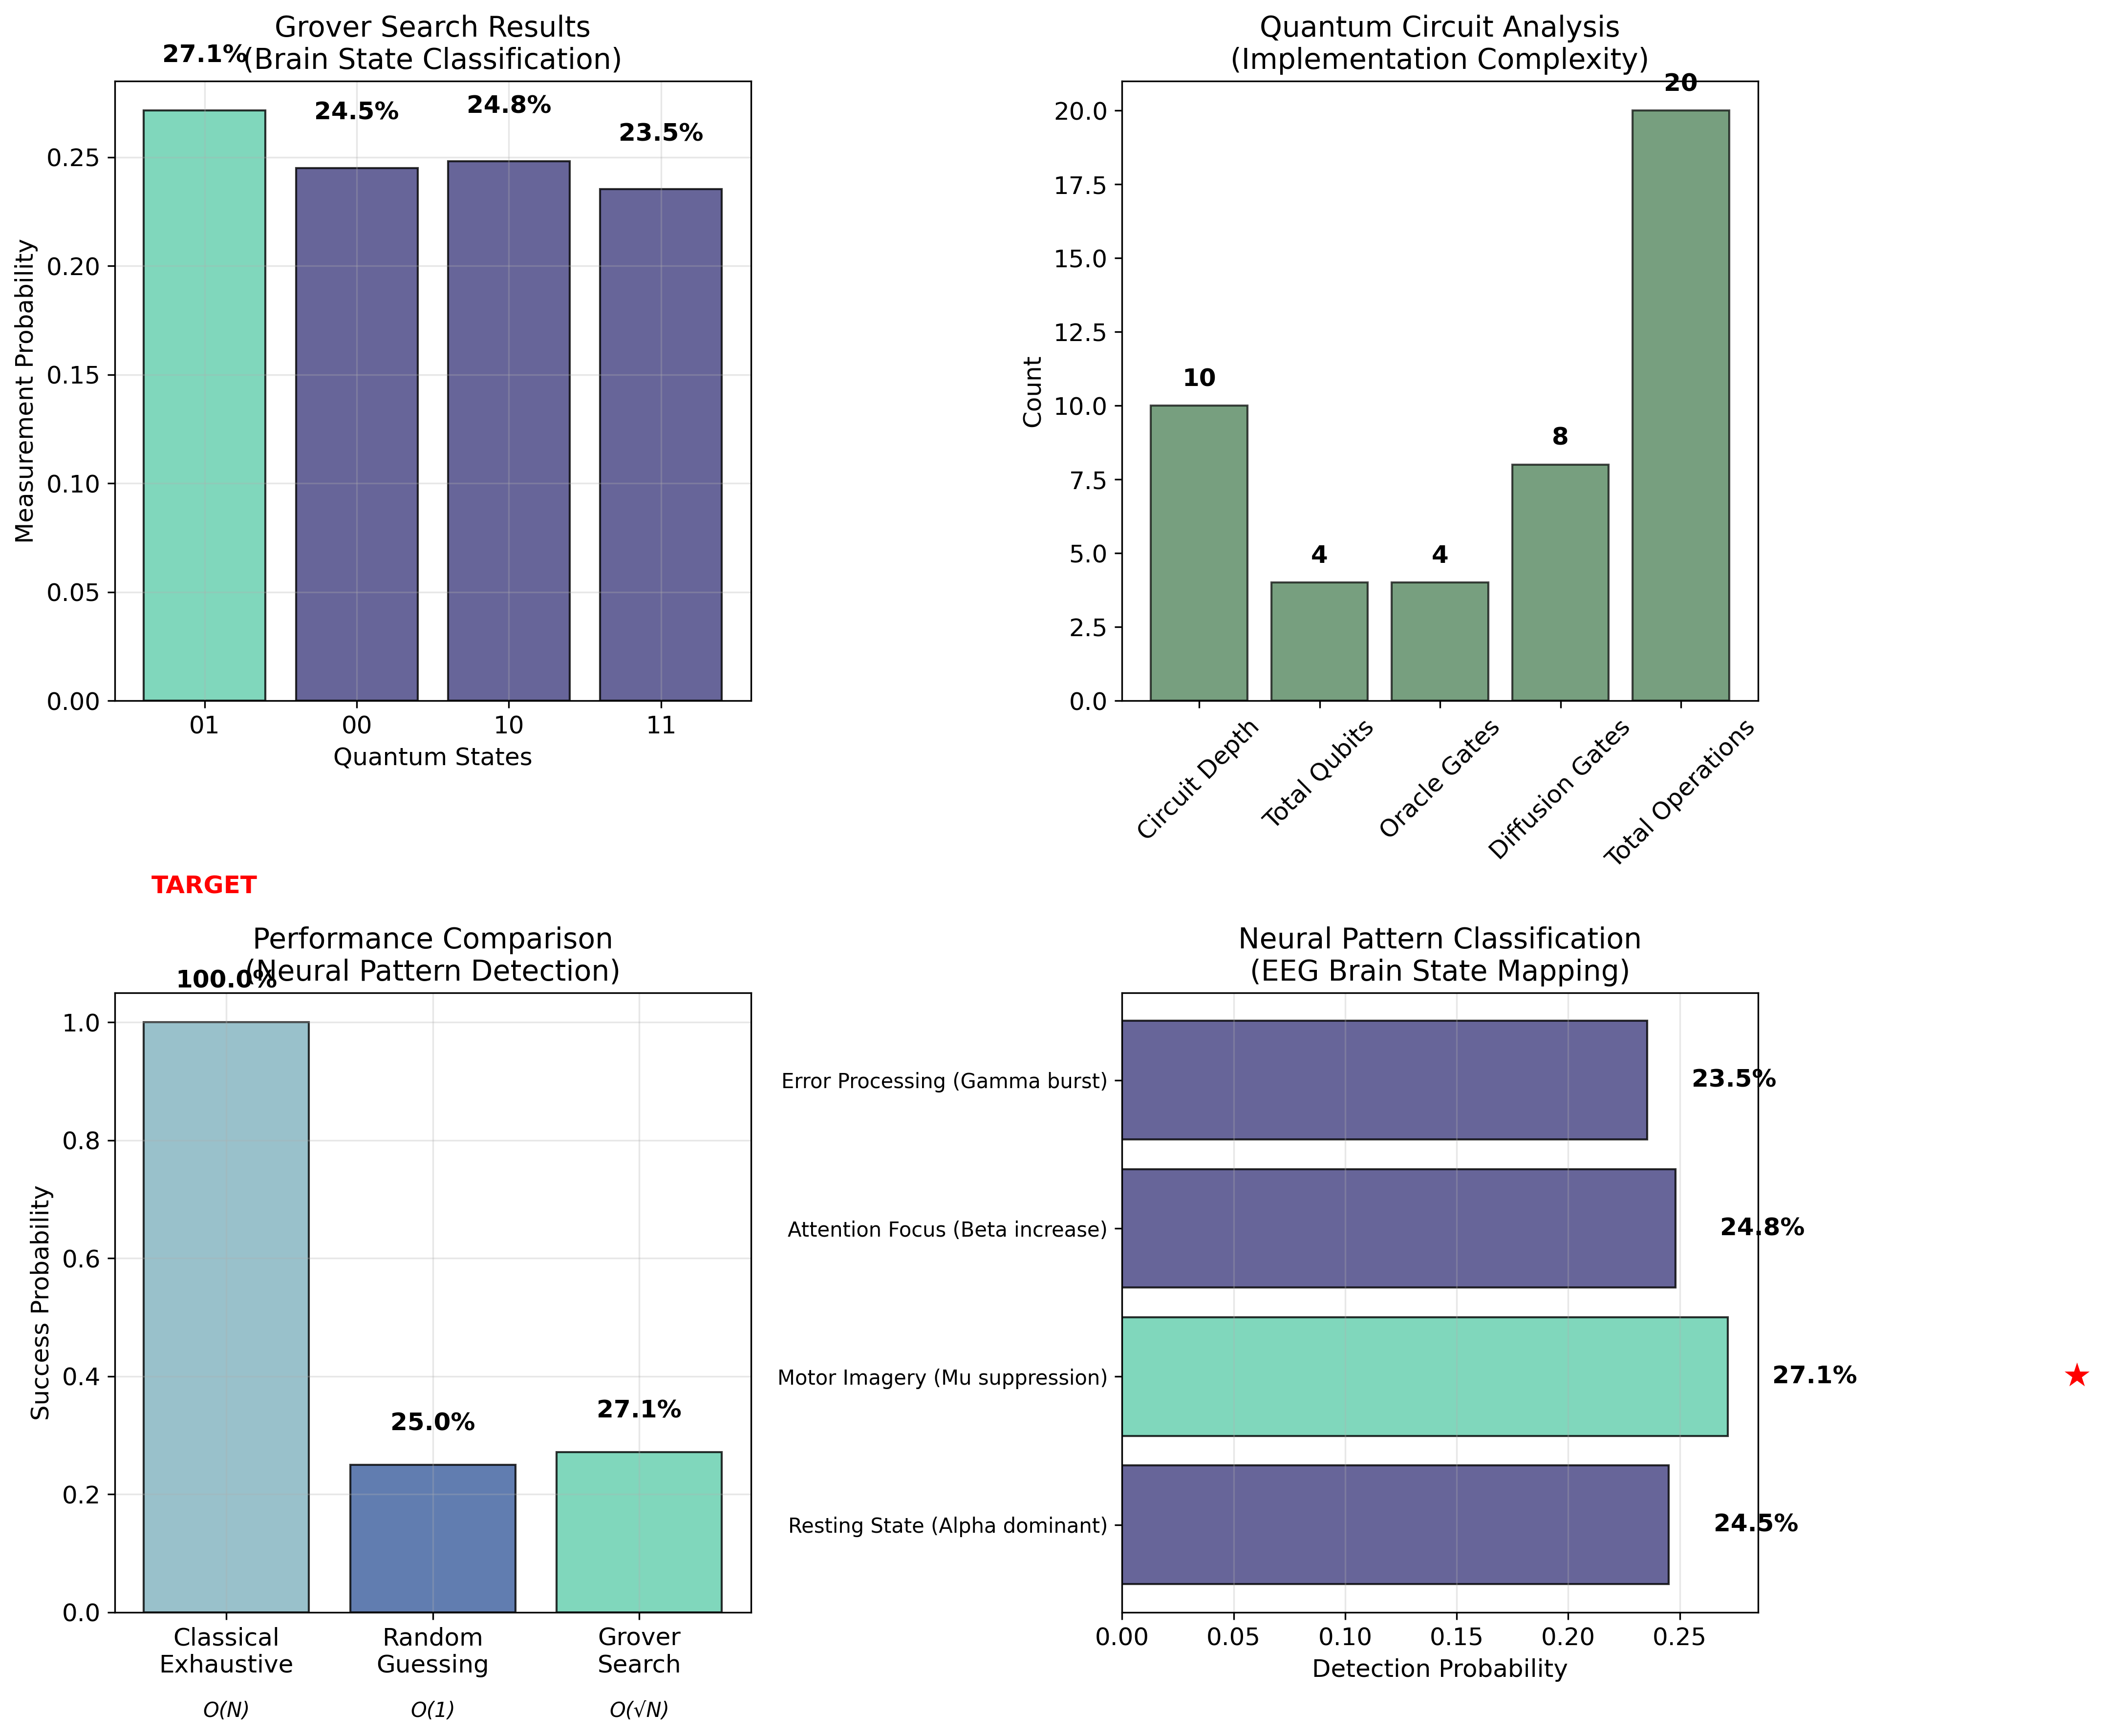 Grover Search Results
(Brain State Classification)
27.1%
24.5%
24.8%
23.5%
Measurement Probability
0.25
0.20
0.15
0.10
0.05
0.00
01
00
10
11
Quantum States
Quantum Circuit Analysis
(Implementation Complexity)
20
10
4
4
8
Count
20.0
17.5
15.0
12.5
10.0
7.5
5.0
2.5
0.0
Circuit Depth
Total Qubits
Oracle Gates
Diffusion Gates
Total Operations
TARGET
Performance Comparison
(Neural Pattern Detection)
100.0%
25.0%
27.1%
Success Probability
1.0
0.8
0.6
0.4
0.2
0.0
Classical
Exhaustive
Random
Guessing
Grover
Search
O(N)
O(1)
O(√N)
Neural Pattern Classification
(EEG Brain State Mapping)
Error Processing (Gamma burst)
23.5%
Attention Focus (Beta increase)
24.8%
Motor Imagery (Mu suppression)
27.1%
★
Resting State (Alpha dominant)
24.5%
0.00
0.05
0.10
0.15
0.20
0.25
Detection Probability